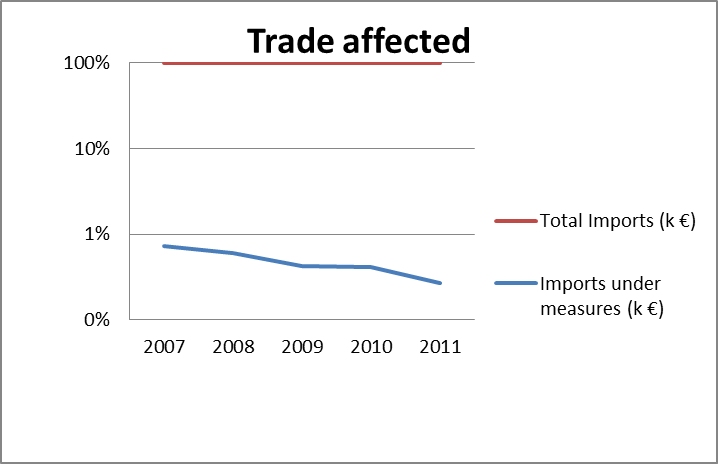 Trade affected
100%
10%
1%
0%
2007 2008 2009 2010 2011
Total Imports (k €)
Imports under
measures (k €)